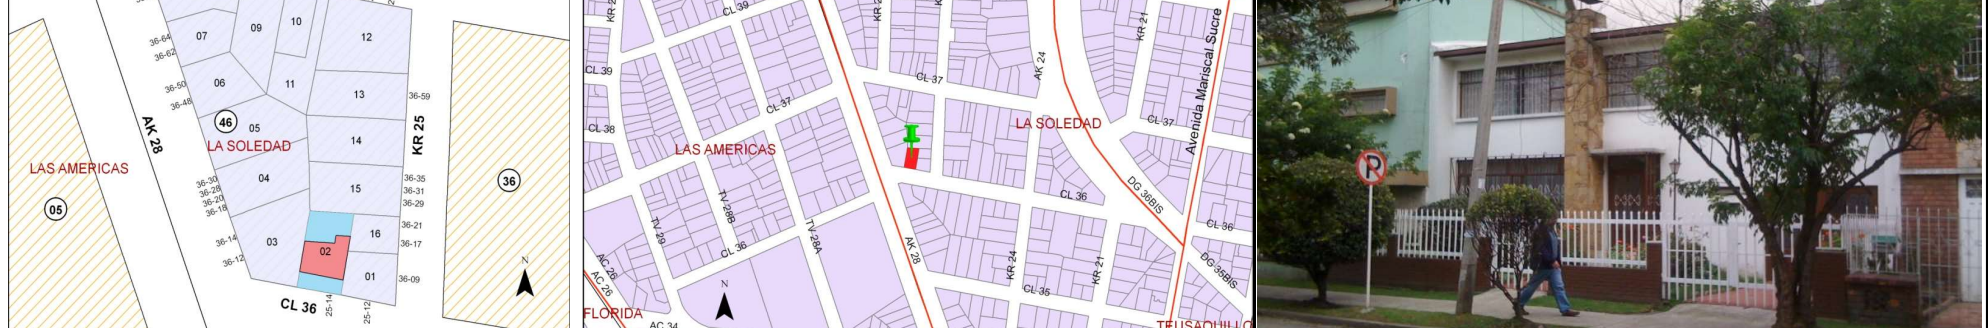 10
09
07
12
36-64
36-62
06
11
36-50
13
36-59
36-48
46
05
AK 28
LA SOLEDAD
14
KR 25
LAS AMERICAS
36
04
15
36-35
36-30
36-31
36-28
36-29
36-20
05
36-18
36-21
16
03
36-14
02
36-17
36-12
01
36-09
N
CL 36
25-14
25-12
CL 39
KR 21
Avenida Mariscal Sucre
CL 39
AK 24
CL 37
CL 37
CL 38
CL 37
LA SOLEDAD
LAS AMERICAS
DG 36BIS
CL 36
TV 28B
CL 36
TV 29
TV 28A
CL 36
AK 28
AC 26
KR 24
KR 21
DG 35BIS
AC 26
N
CL 35
FLORIDA
AC 34
P